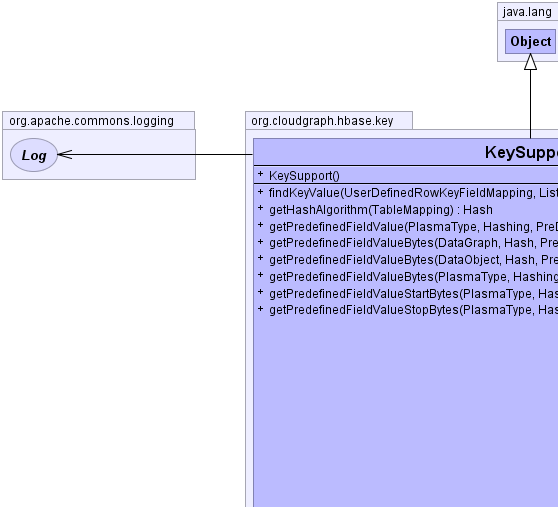 java.lang
Object
org.apache.commons.logging
org.cloudgraph.hbase.key
Log
KeySuppo
+ KeySupport()
+ findKeyValue(UserDefinedRowKeyFieldMapping, List
+ getHashAlgorithm(TableMapping) : Hash
+ getPredefinedFieldValue(PlasmaType, Hashing, PreD
+ getPredefinedFieldValueBytes(DataGraph, Hash, Pre
+ getPredefinedFieldValueBytes(DataObject, Hash, Pre
+ getPredefinedFieldValueBytes(PlasmaType, Hashing
+ getPredefinedFieldValueStartBytes(PlasmaType, Has
+ getPredefinedFieldValueStopBytes(PlasmaType, Has